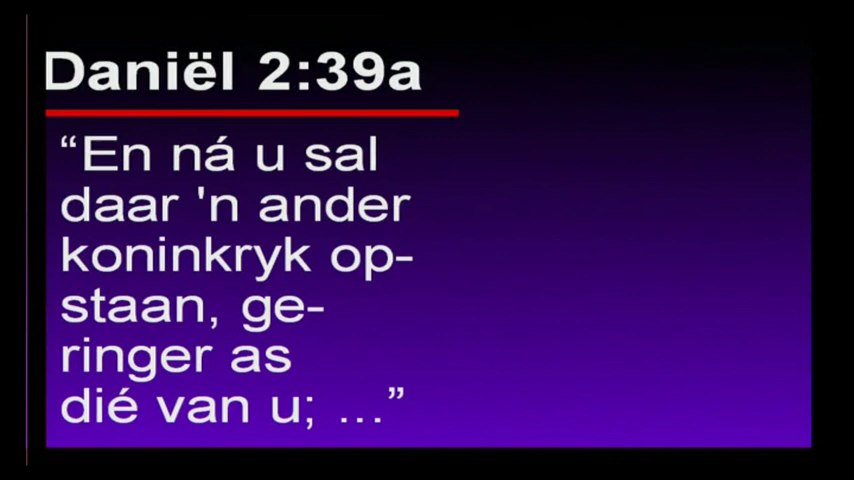 Daniël 2:39a
“En ná u sal
daar 'n ander
koninkryk op-
staan, ge-
ringer as
dié van u; ...”